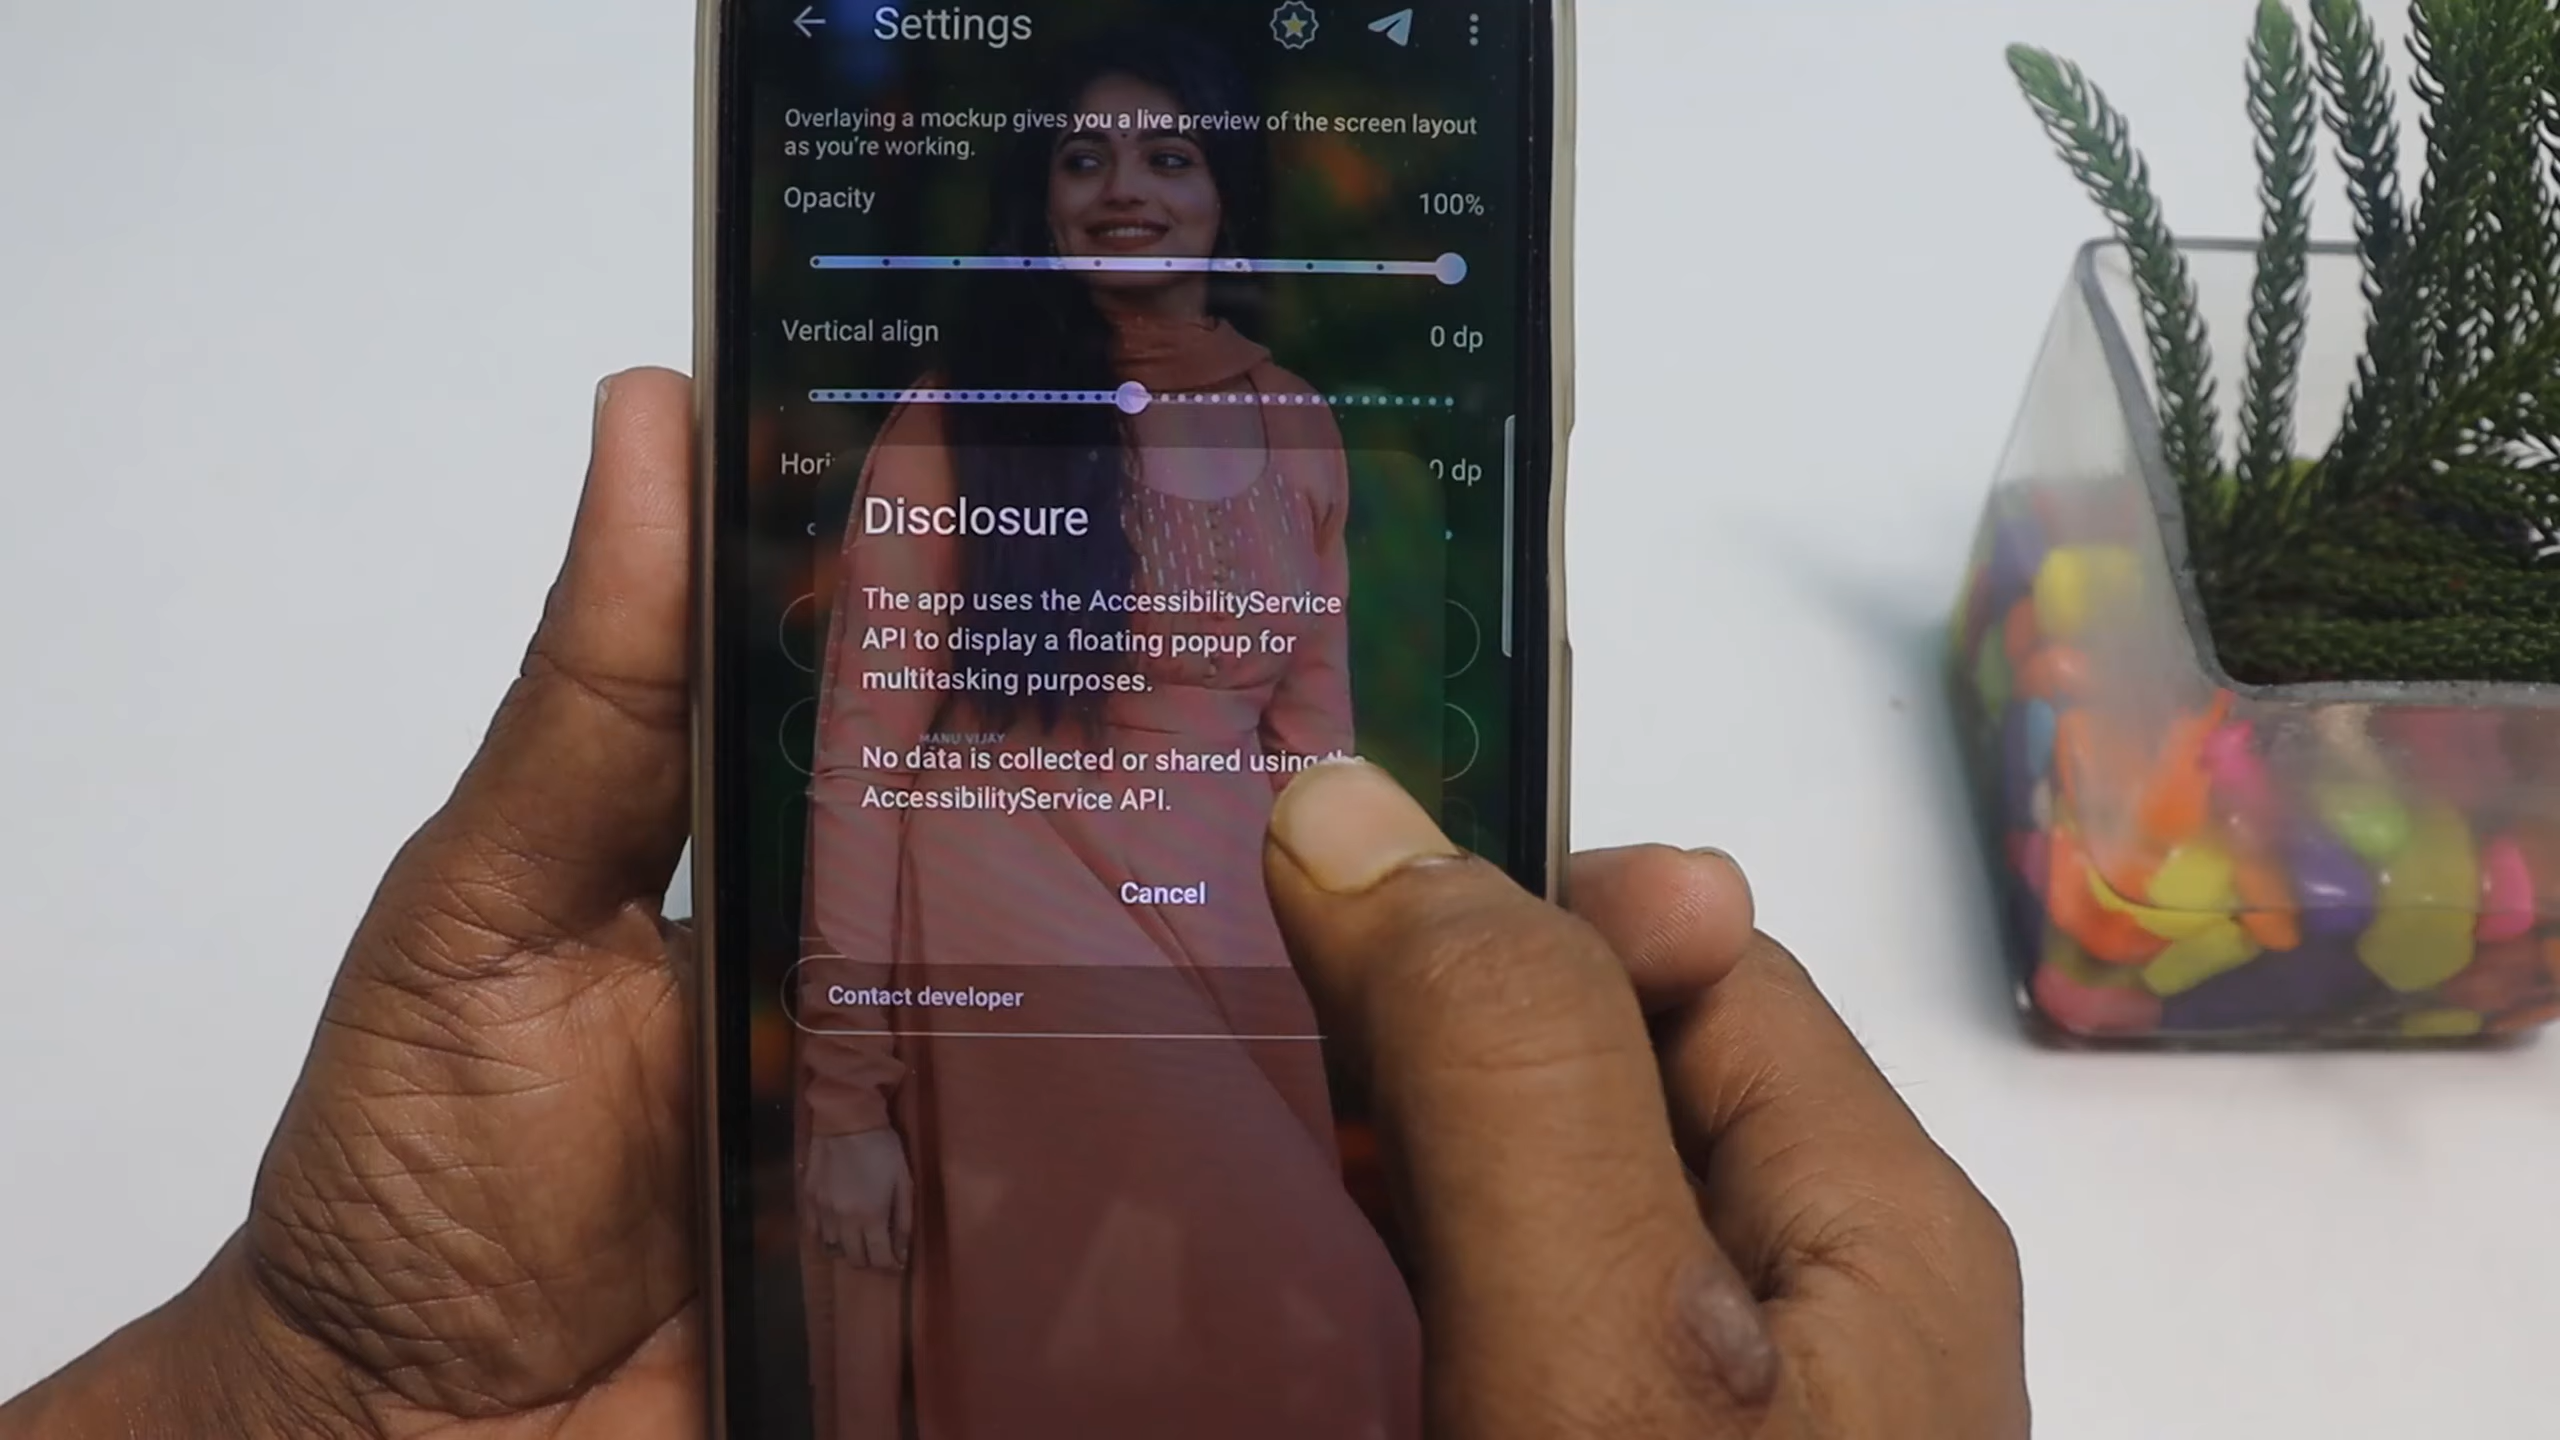 Settings
Overlaying a mockup gives you a live preview of the screen layout
as you're working.
Opacity
100%
Vertical align
0 dp
Hori
0 dp
Disclosure
The app uses the AccessibilityService
API to display a floating popup for
multitasking purposes.
MANU VIJAY
No data is collected or shared using the
AccessibilityService API.
Cancel
Contact developer